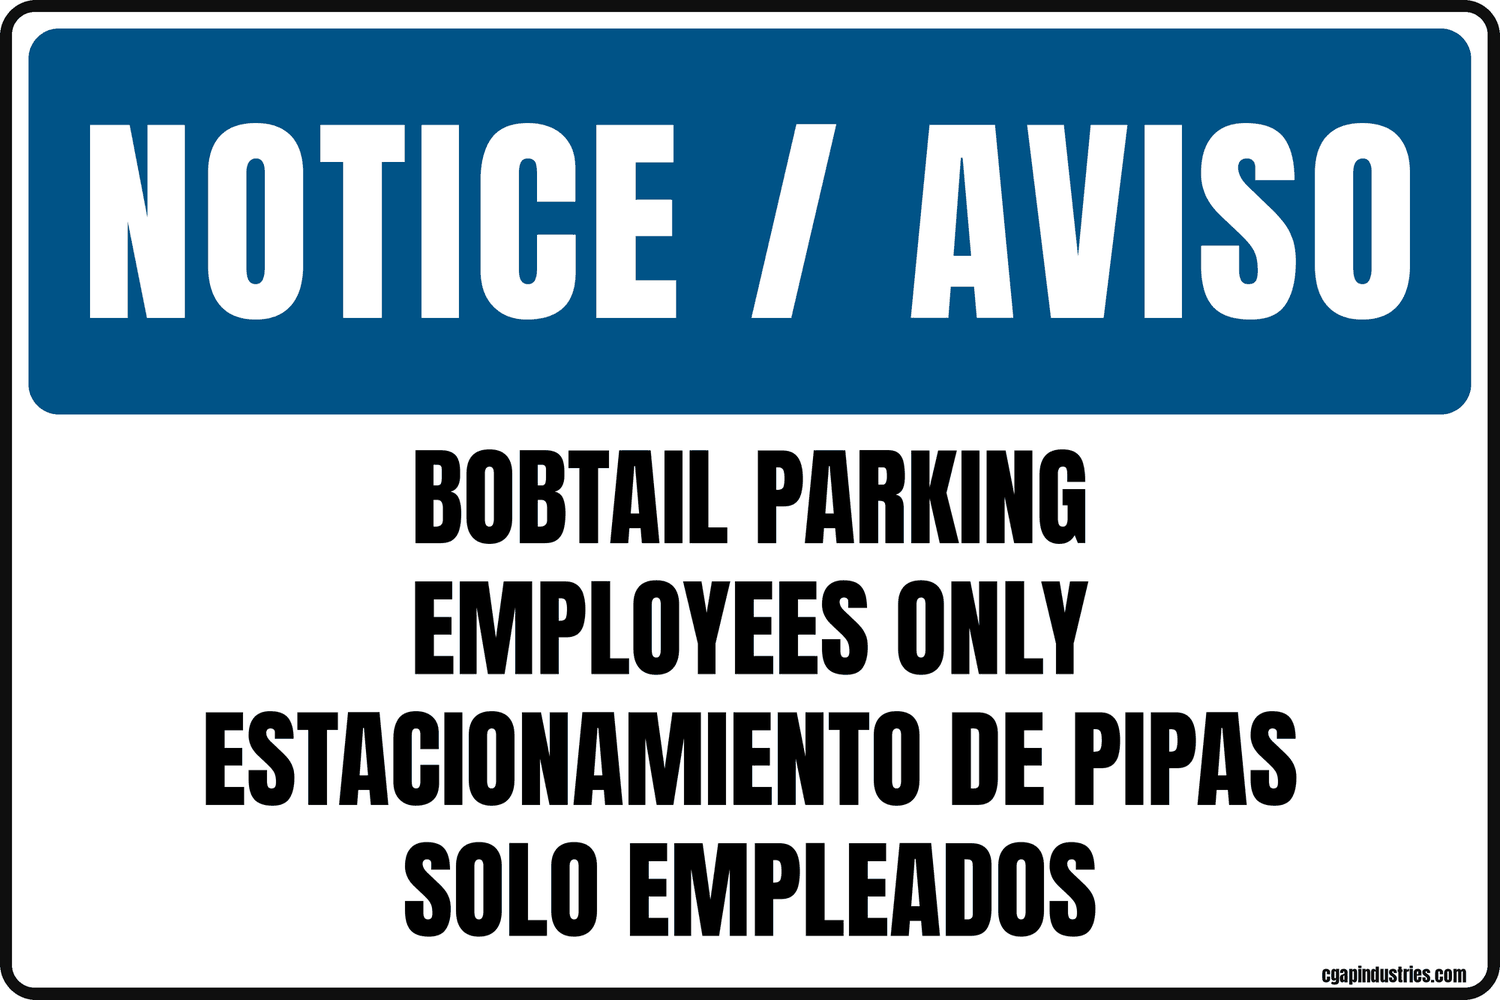 NOTICE / AVISO
BOBTAIL PARKING
EMPLOYEES ONLY
ESTACIONAMIENTO DE PIPAS
SOLO EMPLEADOS
cgapindustries.com